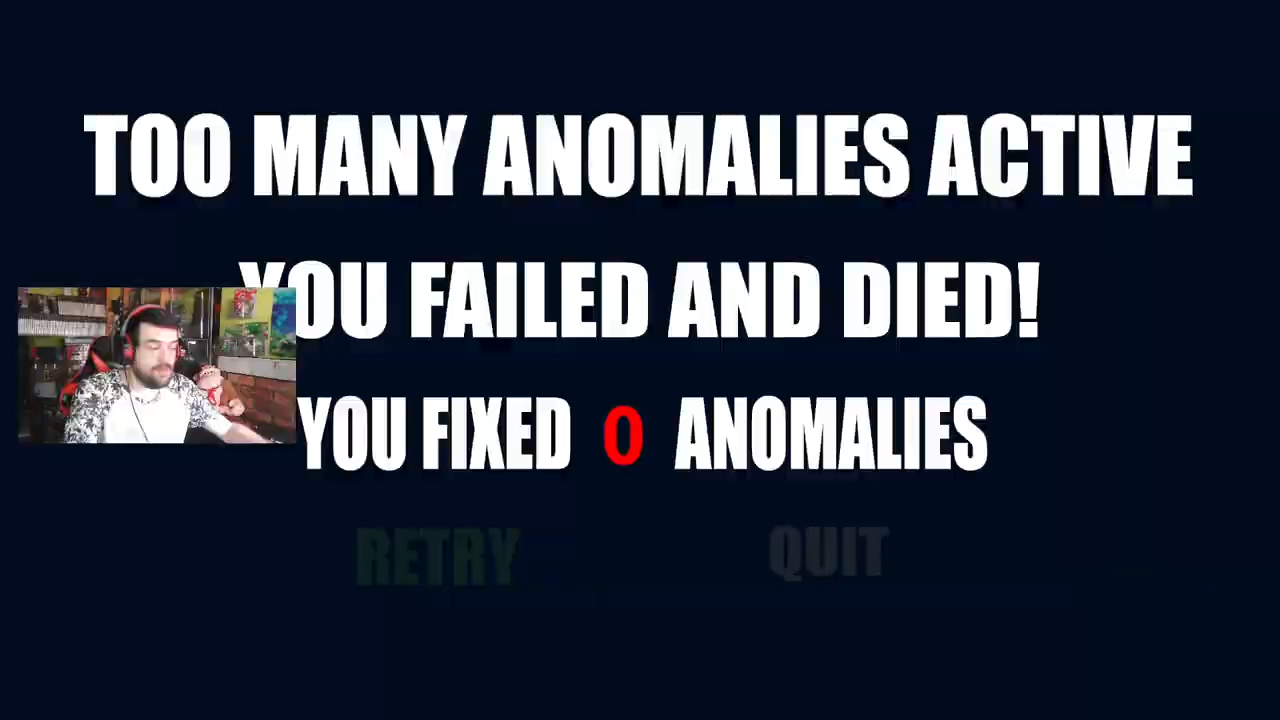 TOO MANY ANOMALIES ACTIVE
YOU FAILED AND DIED!
YOU FIXED 0 ANOMALIES
RETRY QUIT